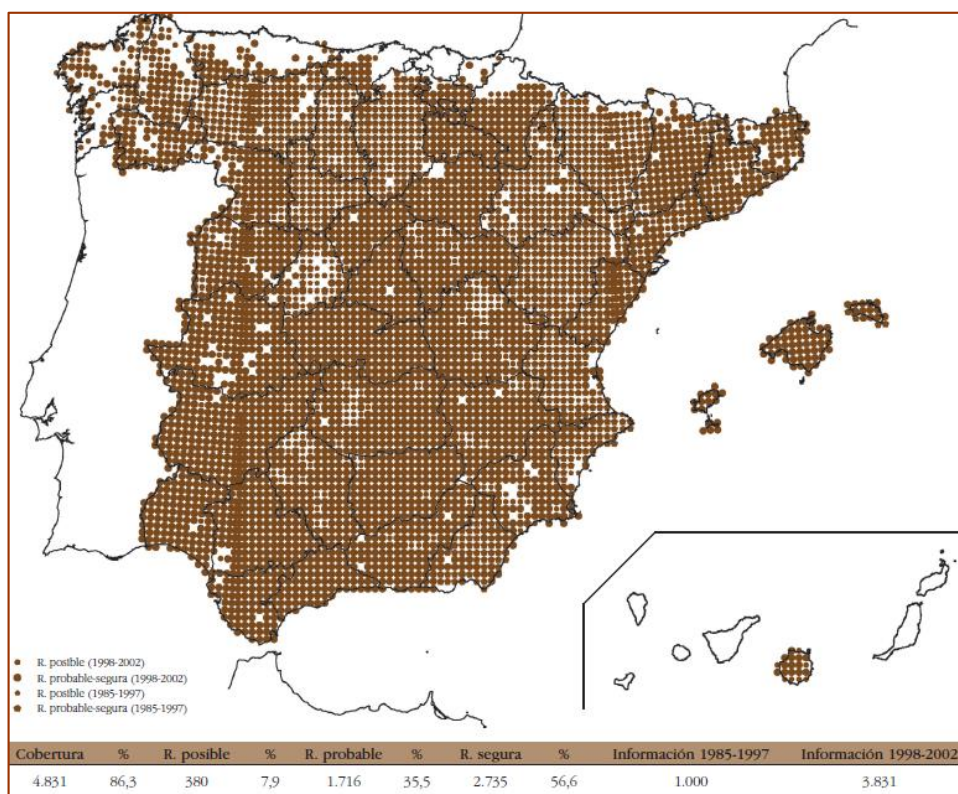 R. posible (1998-2002)
R. probable-segura (1998-2002)
R. posible (1985-1997)
R. probable-segura (1985-1997)
Cobertura % R. posible % R. probable % R. segura % Información 1985-1997 Información 1998-2002
4.831 86,3 380 7,9 1.716 35,5 2.735 56,6 1.000 3.831